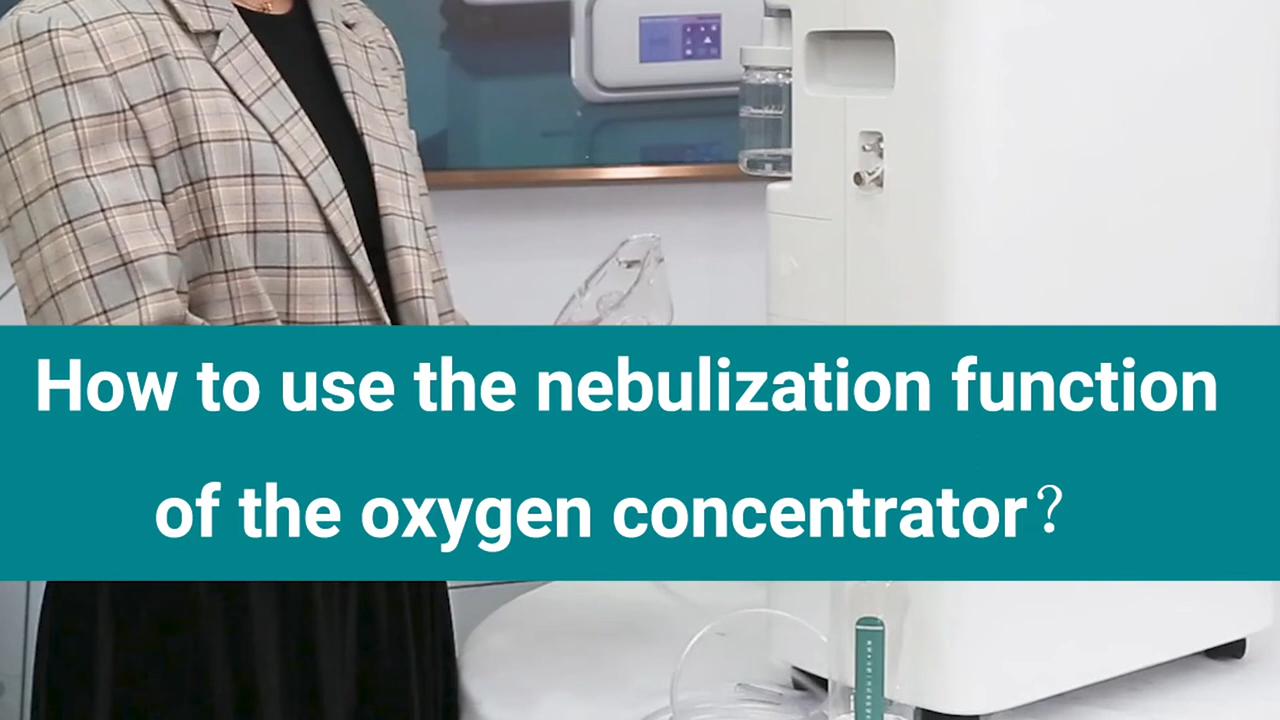 How to use the nebulization function
of the oxygen concentrator？